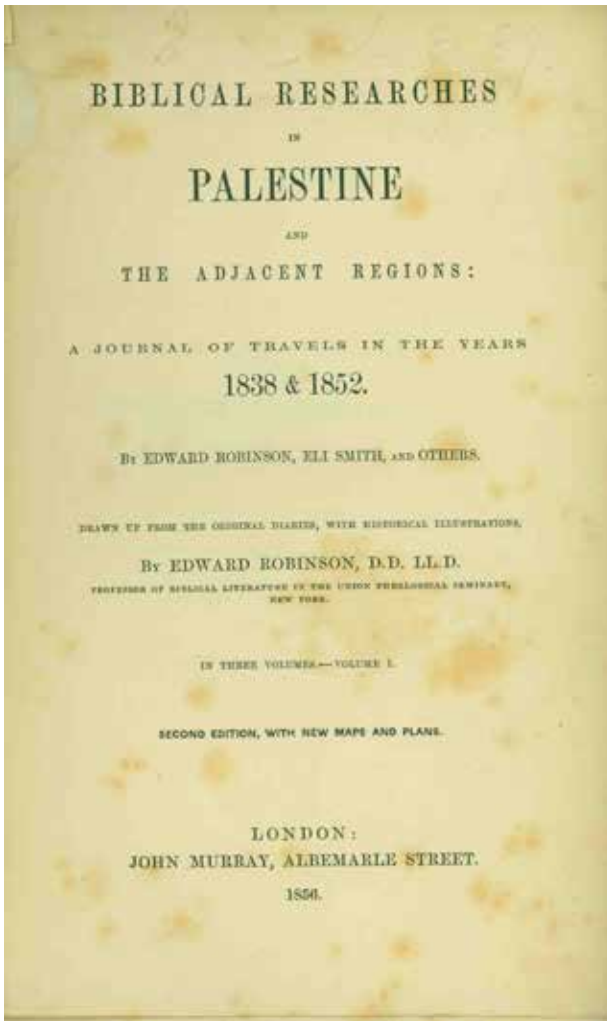 BIBLICAL RESEARCHES
IN
PALESTINE
AND
THE ADJACENT REGIONS:
A JOURNAL OF TRAVELS IN THE YEARS
1838 & 1852.
BY EDWARD ROBINSON, ELI SMITH, AND OTHERS.
DRAWN UP FROM THE ORIGINAL DIARIES, WITH HISTORICAL ILLUSTRATIONS,
BY EDWARD ROBINSON, D.D. LL.D.
PROFESSOR OF BIBLICAL LITERATURE IN THE UNION THEOLOGICAL SEMINARY,
NEW YORK.
IN THREE VOLUMES.—VOLUME I.
SECOND EDITION, WITH NEW MAPS AND PLANS.
LONDON:
JOHN MURRAY, ALBEMARLE STREET.
1856.